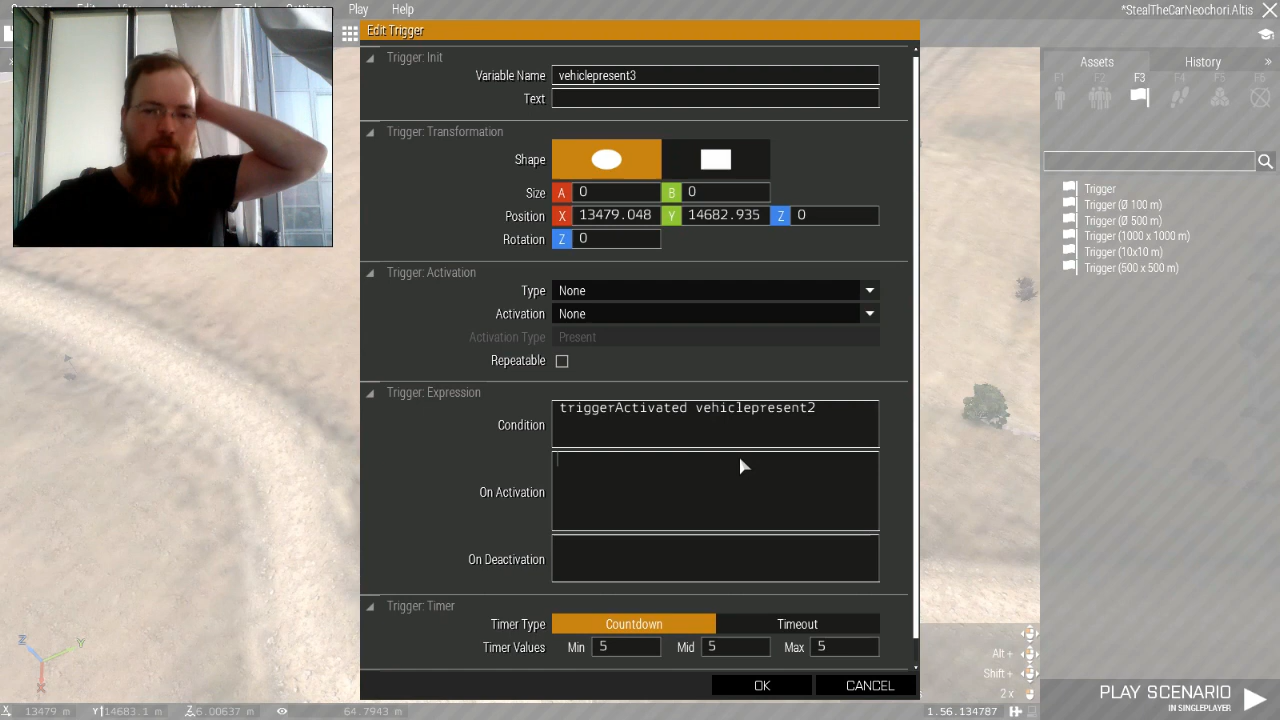 Play Help
*StealTheCarNeochori.Altis
Edit Trigger
Trigger: Init
Variable Name vehiclepresent3
Text
Trigger: Transformation
Shape
Size A 0 B 0
Position X 13479.048 Y 14682.935 Z 0
Rotation Z 0
Trigger: Activation
Type None
Activation None
Activation Type Present
Repeatable
Trigger: Expression
Condition triggerActivated vehiclepresent2
On Activation
On Deactivation
Trigger: Timer
Timer Type Countdown Timeout
Timer Values Min 5 Mid 5 Max 5
OK CANCEL
Assets History »
F1 F2 F3 F4 F5 F6
Trigger
Trigger (Ø 100 m)
Trigger (Ø 500 m)
Trigger (1000 x 1000 m)
Trigger (10x10 m)
Trigger (500 x 500 m)
Z Y X
Alt +
Shift +
2 x
PLAY SCENARIO
IN SINGLEPLAYER
X 13479 m Y 14683.1 m Z 6.00637 m 64.7943 m 1.56.134787